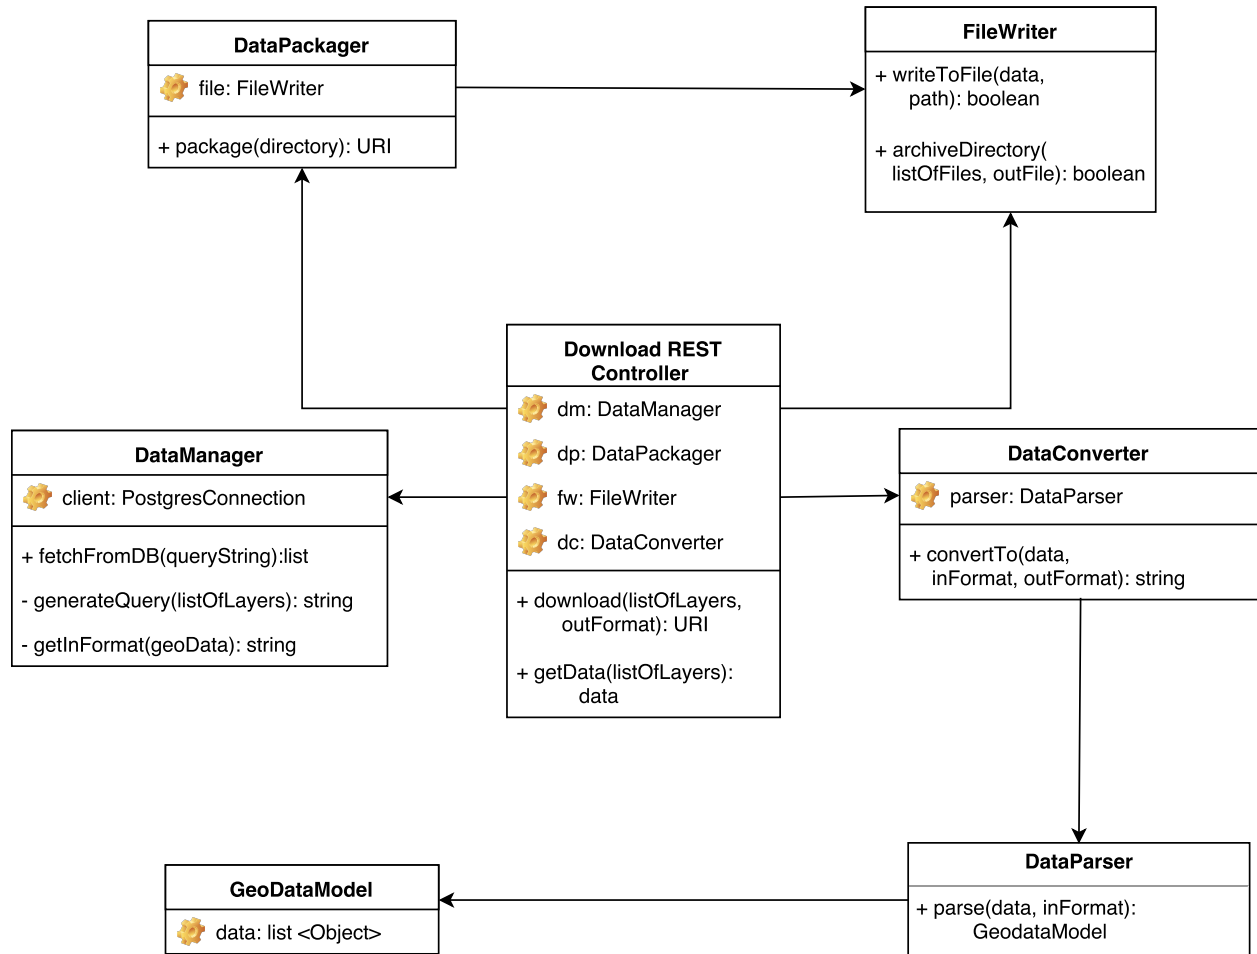 DataPackager
file: FileWriter
+ package(directory): URI
FileWriter
+ writeToFile(data,
path): boolean
+ archiveDirectory(
listOfFiles, outFile): boolean
Download REST
Controller
dm: DataManager
dp: DataPackager
fw: FileWriter
dc: DataConverter
+ download(listOfLayers,
outFormat): URI
+ getData(listOfLayers):
data
DataManager
client: PostgresConnection
+ fetchFromDB(queryString):list
- generateQuery(listOfLayers): string
- getInFormat(geoData): string
DataConverter
parser: DataParser
+ convertTo(data,
inFormat, outFormat): string
GeoDataModel
data: list <Object>
DataParser
+ parse(data, inFormat):
GeodataModel